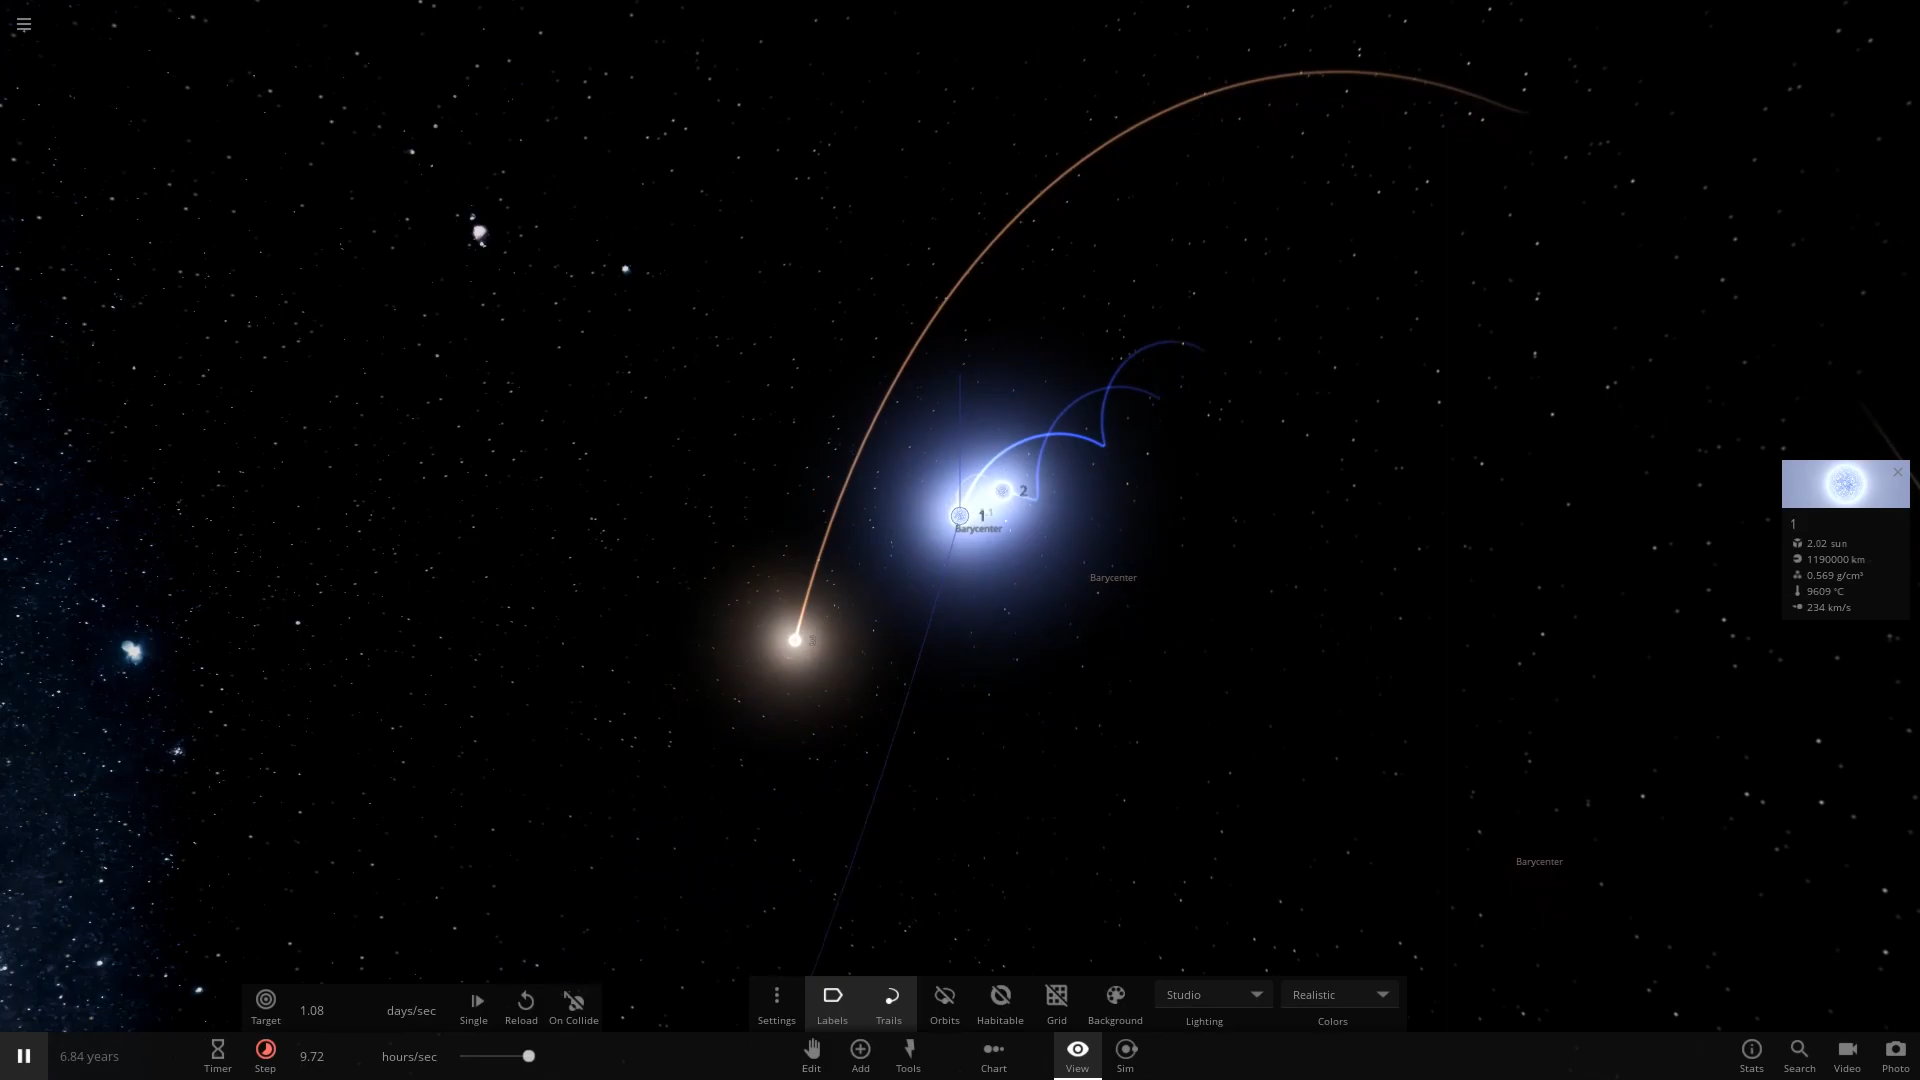 2
1
Barycenter
Barycenter
3
Barycenter
1
2.02 sun
1190000 km
0.569 g/cm³
9609 °C
234 km/s
Target
1.08
days/sec
Single
Reload
On Collide
Settings
Labels
Trails
Orbits
Habitable
Grid
Background
Studio
Lighting
Realistic
Colors
6.84 years
Timer
Step
9.72
hours/sec
Edit
Add
Tools
Chart
View
Sim
Stats
Search
Video
Photo